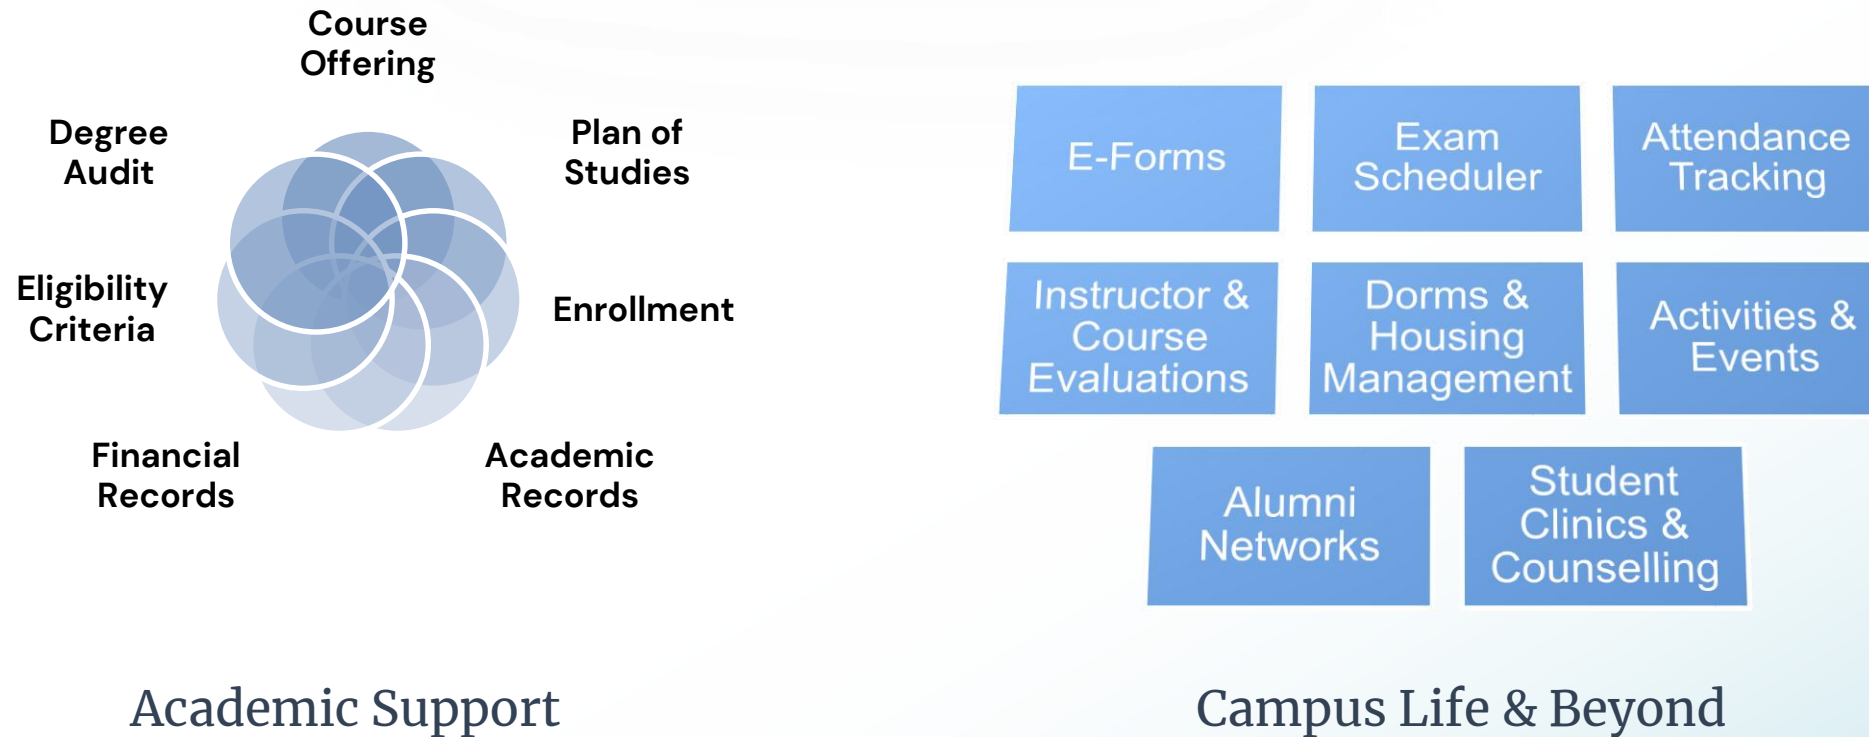 Course
Offering
Degree
Audit
Plan of
Studies
Eligibility
Criteria
Enrollment
Financial
Records
Academic
Records
Academic Support
E-Forms
Exam
Scheduler
Attendance
Tracking
Instructor &
Course
Evaluations
Dorms &
Housing
Management
Activities &
Events
Alumni
Networks
Student
Clinics &
Counselling
Campus Life & Beyond